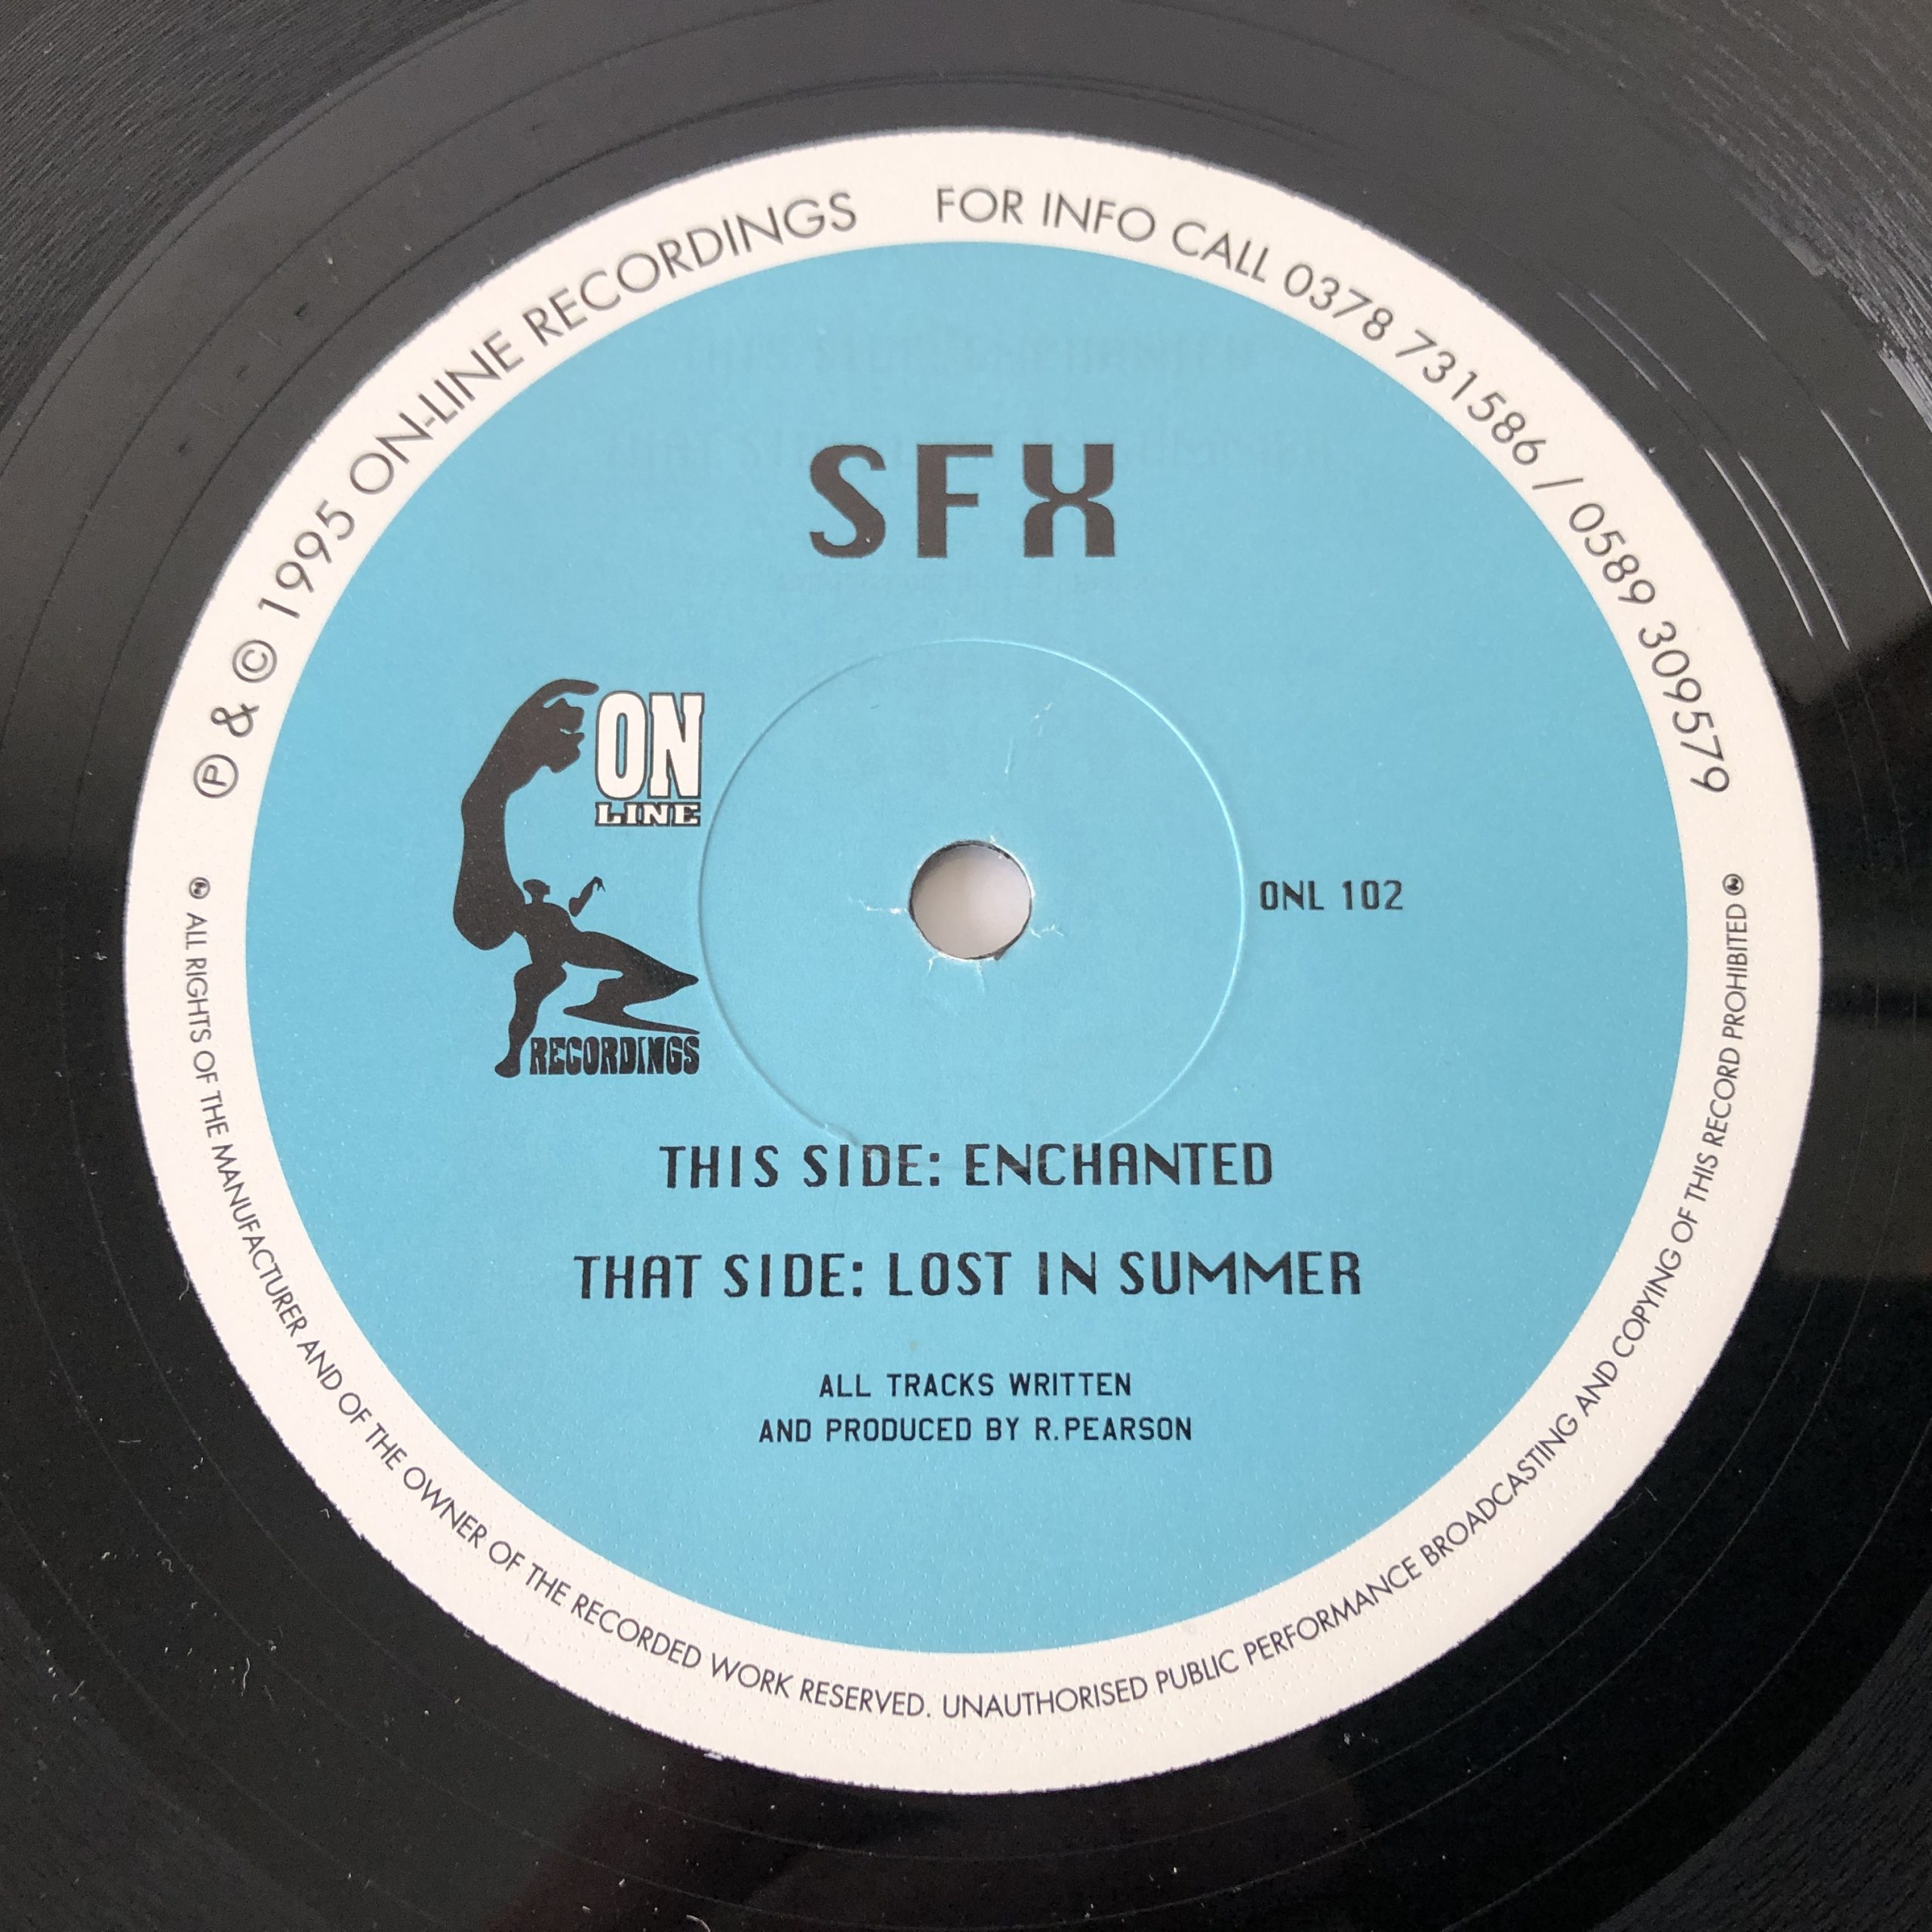 ℗ & © 1995 ON-LINE RECORDINGS FOR INFO CALL 0378 731586 / 0589 309579
SFX
ON
LINE
RECORDINGS
ONL 102
THIS SIDE: ENCHANTED
THAT SIDE: LOST IN SUMMER
ALL TRACKS WRITTEN
AND PRODUCED BY R.PEARSON
ALL RIGHTS OF THE MANUFACTURER AND OF THE OWNER OF THE RECORDED WORK RESERVED. UNAUTHORISED PUBLIC PERFORMANCE BROADCASTING AND COPYING OF THIS RECORD PROHIBITED